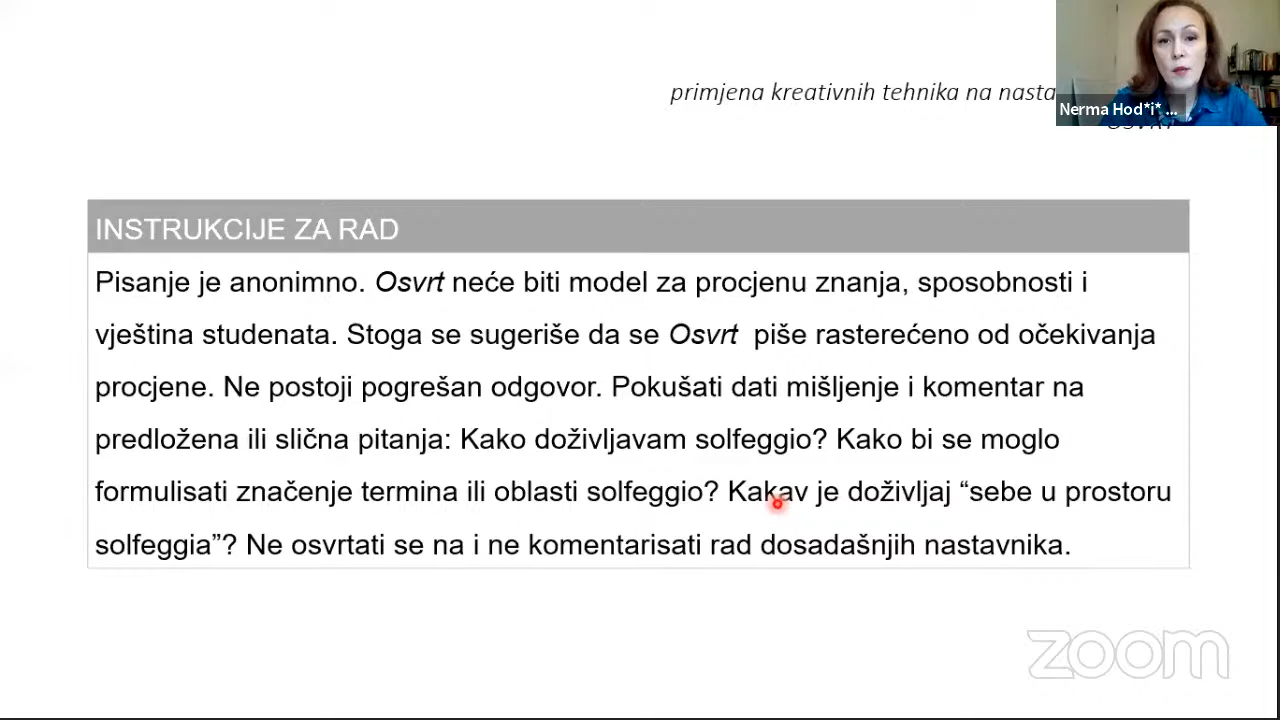 primjena kreativnih tehnika na nasta
Nerma Hod*i* ...
INSTRUKCIJE ZA RAD
Pisanje je anonimno. Osvrt neće biti model za procjenu znanja, sposobnosti i
vještina studenata. Stoga se sugeriše da se Osvrt piše rasterećeno od očekivanja
procjene. Ne postoji pogrešan odgovor. Pokušati dati mišljenje i komentar na
predložena ili slična pitanja: Kako doživljavam solfeggio? Kako bi se moglo
formulisati značenje termina ili oblasti solfeggio? Kakav je doživljaj “sebe u prostoru
solfeggia”? Ne osvrtati se na i ne komentarisati rad dosadašnjih nastavnika.
zoom